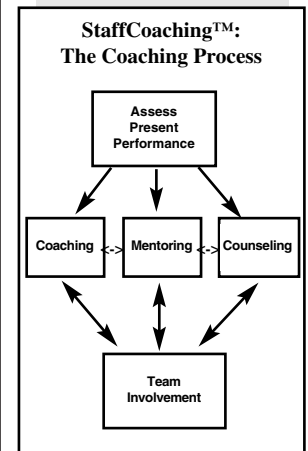 StaffCoaching™:
The Coaching Process
Assess
Present
Performance
Coaching <-> Mentoring <-> Counseling
Team
Involvement